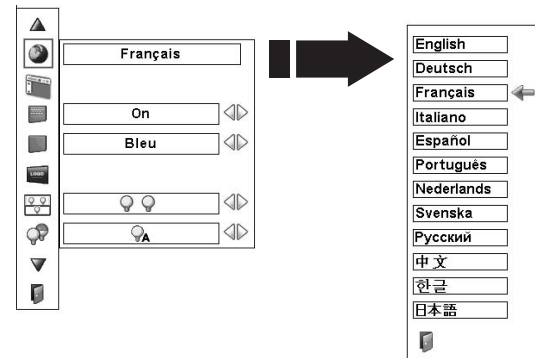 Français
On
Bleu
LOGO
A
English
Deutsch
Français
Italiano
Español
Português
Nederlands
Svenska
Русский
中文
한글
日本語